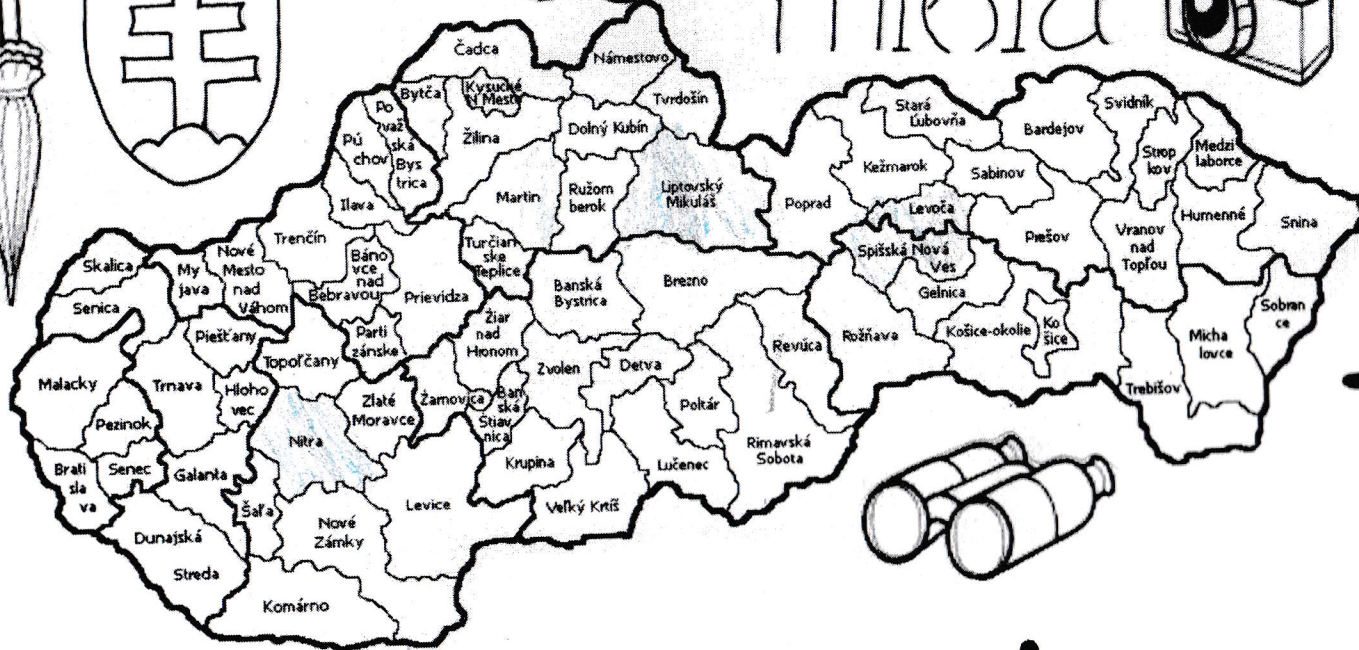 Čadca
Námestovo
Bytča
Kysucké
N Mesto
Tvrdošín
Po
važ
ská
Bys
trica
Pú
chov
Žilina
Dolný Kubín
Stará
Ľubovňa
Bardejov
Svidník
Strop
kov
Medzi
laborce
Ilava
Martin
Ružom
berok
Liptovský
Mikuláš
Poprad
Kežmarok
Sabinov
Levoča
Prešov
Vranov
nad
Topľou
Humenné
Snina
Skalica
Senica
My
java
Nové
Mesto
nad
Váhom
Trenčín
Báno
vce
nad
Bebravou
Prievidza
Turčian
ske
Teplice
Banská
Bystrica
Brezno
Spišská Nová
Ves
Gelnica
Rožňava
Košice-okolie
Ko
šice
Trebišov
Micha
lovce
Sobran
ce
Malacky
Pezinok
Trnava
Piešťany
Hloho
vec
Topoľčany
Parti
zánske
Žiar
nad
Hronom
Žarnovica
Ban
ská
Štiav
nica
Zvolen
Detva
Poltár
Revúca
Rimavská
Sobota
Brati
sla
va
Senec
Galanta
Nitra
Zlaté
Moravce
Krupina
Lučenec
Veľký Krtíš
Levice
Šaľa
Nové
Zámky
Dunajská
Streda
Komárno